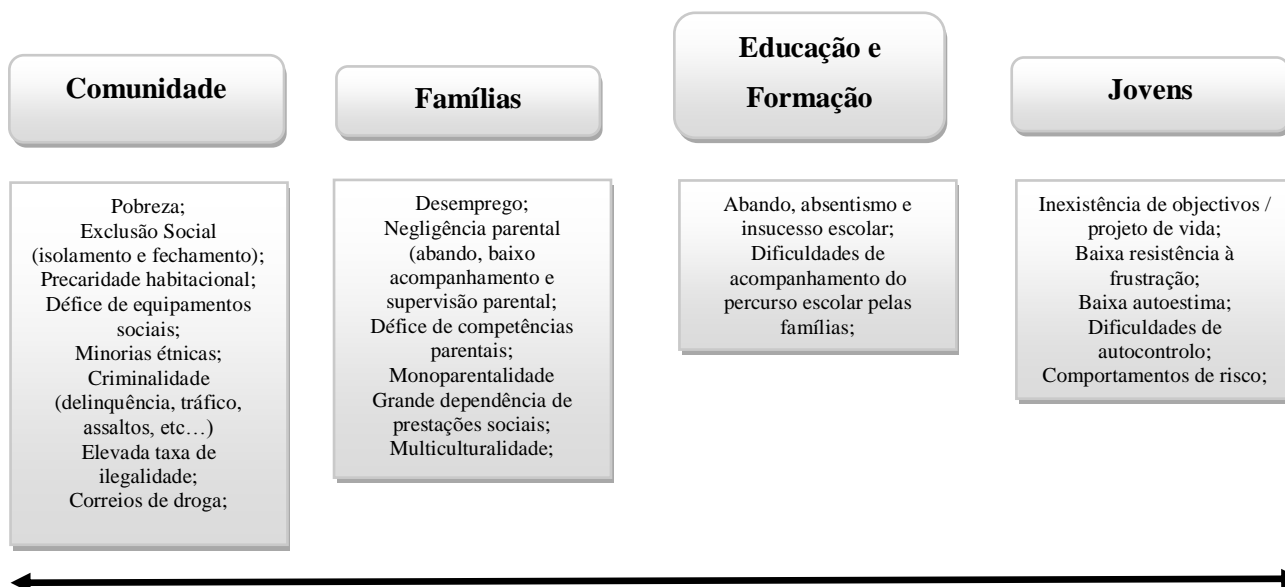 Comunidade
Pobreza;
Exclusão Social
(isolamento e fechamento);
Precaridade habitacional;
Défice de equipamentos
sociais;
Minorias étnicas;
Criminalidade
(delinquência, tráfico,
assaltos, etc…)
Elevada taxa de
ilegalidade;
Correios de droga;
Famílias
Desemprego;
Negligência parental
(abando, baixo
acompanhamento e
supervisão parental;
Défice de competências
parentais;
Monoparentalidade
Grande dependência de
prestações sociais;
Multiculturalidade;
Educação e
Formação
Abando, absentismo e
insucesso escolar;
Dificuldades de
acompanhamento do
percurso escolar pelas
famílias;
Jovens
Inexistência de objectivos /
projeto de vida;
Baixa resistência à
frustração;
Baixa autoestima;
Dificuldades de
autocontrolo;
Comportamentos de risco;